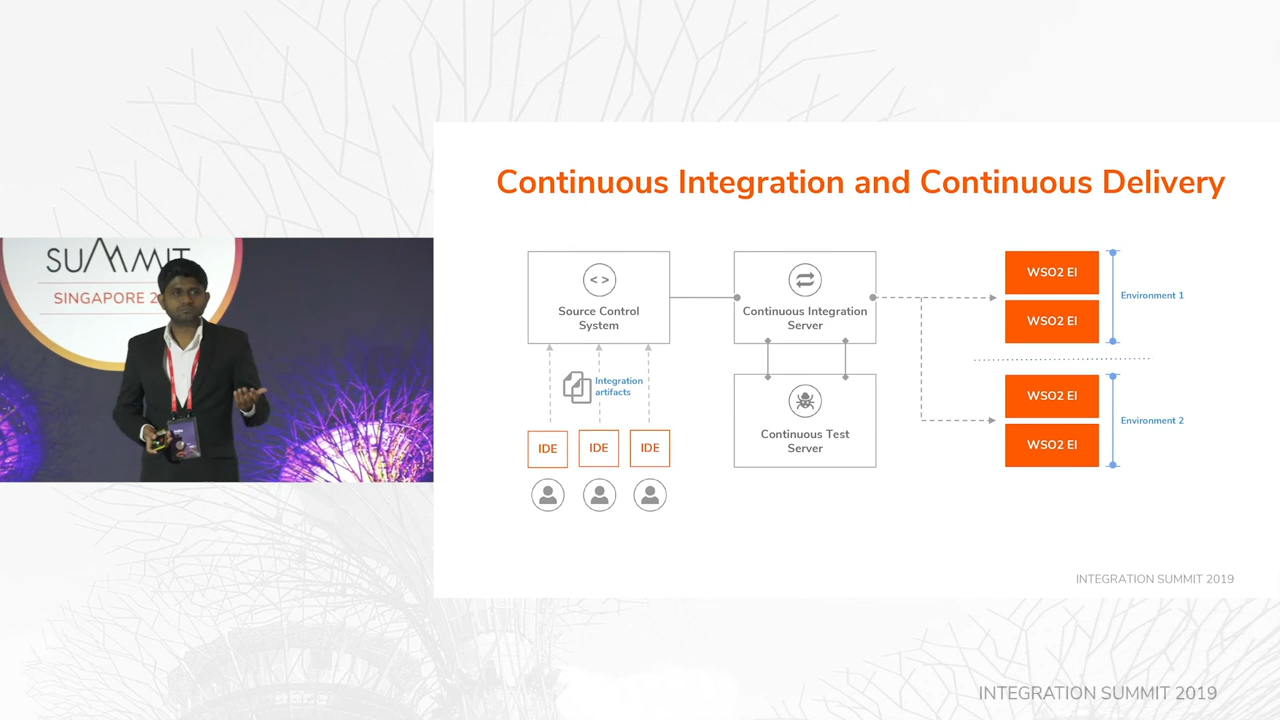 SUMMIT
SINGAPORE 2
Continuous Integration and Continuous Delivery
< >
Source Control
System
Continuous Integration
Server
WSO2 EI
WSO2 EI
Environment 1
Integration
artifacts
Continuous Test
Server
WSO2 EI
WSO2 EI
Environment 2
IDE
IDE
IDE
INTEGRATION SUMMIT 2019
INTEGRATION SUMMIT 2019